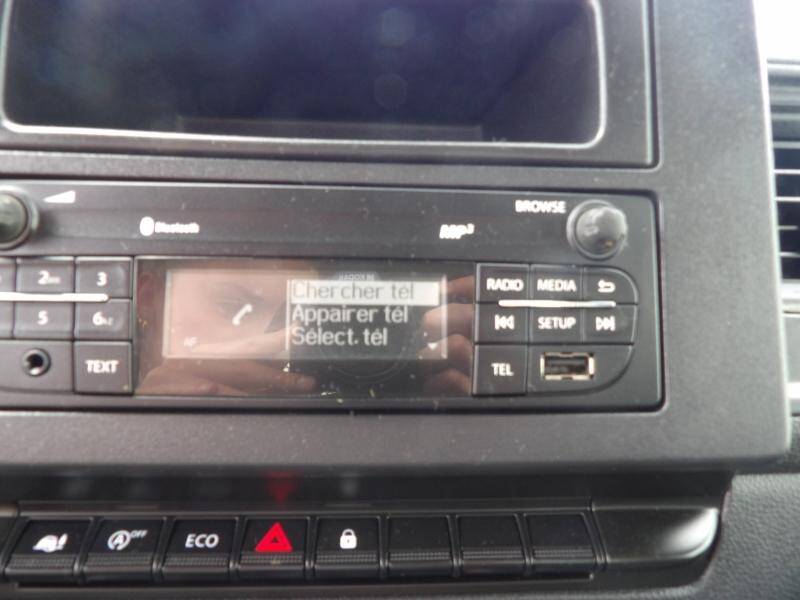 BROWSE
Bluetooth
MP3
2 3
RADIO MEDIA
Chercher tél
Appairer tél
5 6
SETUP
Sélect. tél
TEXT
TEL
OFF
ECO